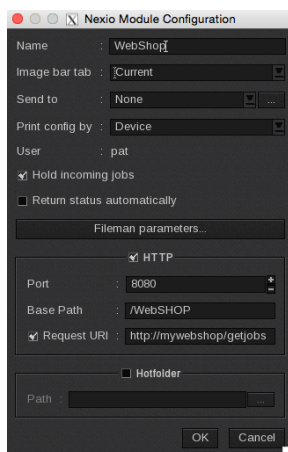 Nexio Module Configuration
Name : WebShop
Image bar tab : Current
Send to : None ...
Print config by : Device
User : pat
Hold incoming jobs
Return status automatically
Fileman parameters...
HTTP
Port : 8080
Base Path : /WebSHOP
Request URI : http://mywebshop/getjobs
Hotfolder
Path : ...
OK Cancel